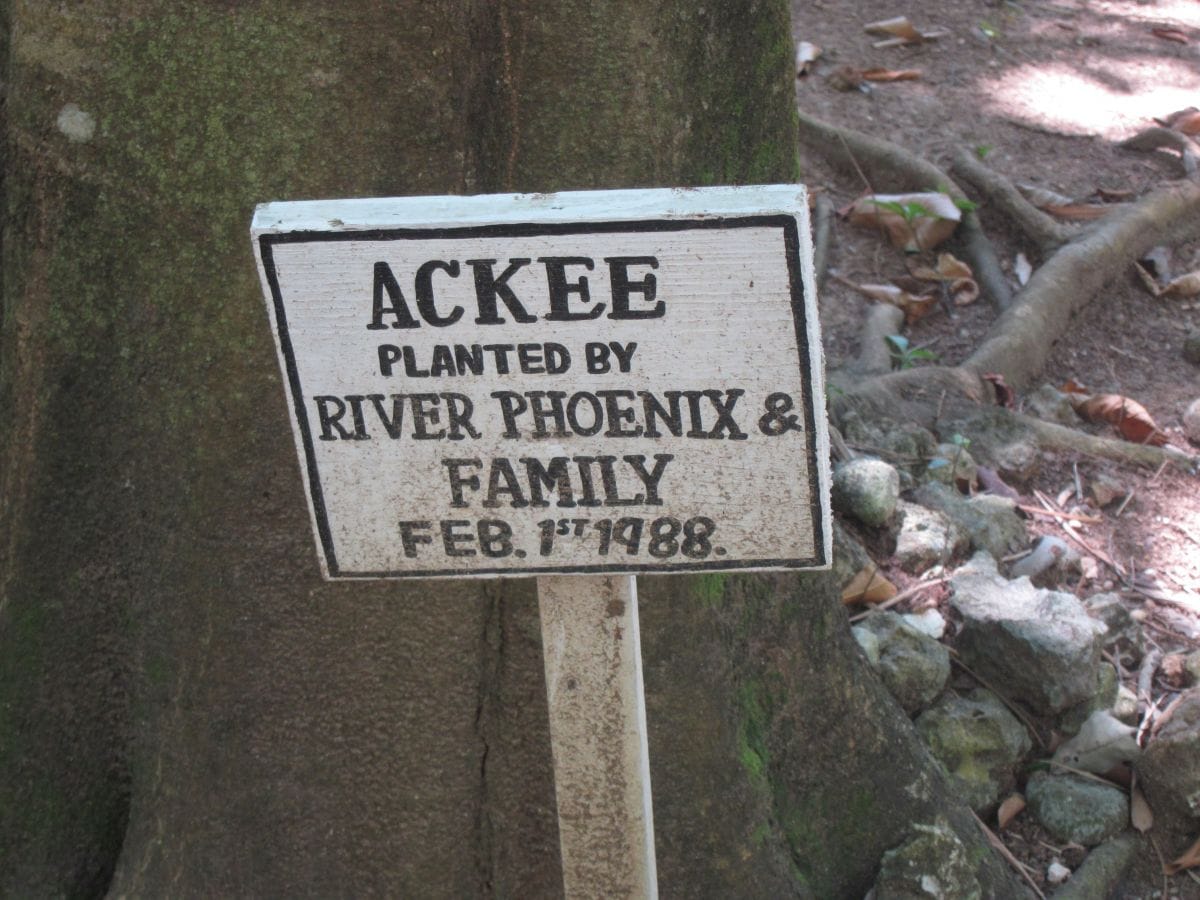 ACKEE
PLANTED BY
RIVER PHOENIX &
FAMILY
FEB. 1ST 1988.